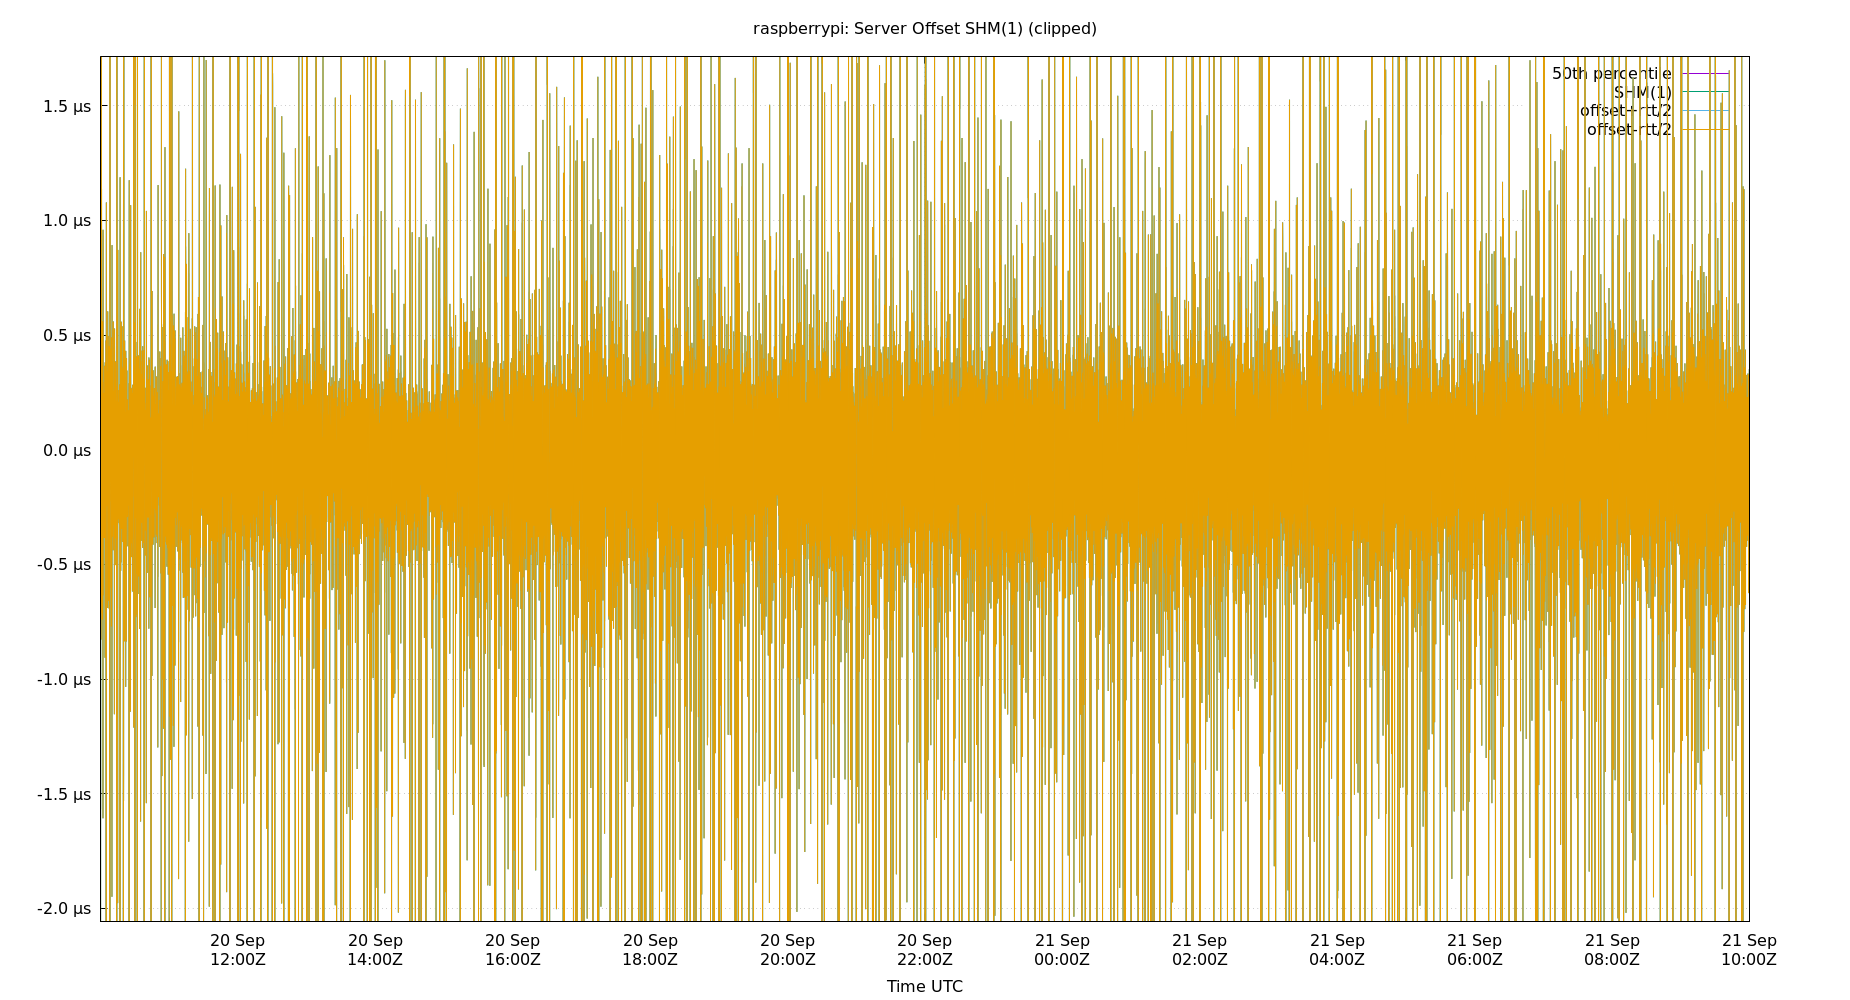 raspberrypi: Server Offset SHM(1) (clipped)
50th percentile
SHM(1)
offset+rtt/2
offset-rtt/2
1.5 µs
1.0 µs
0.5 µs
0.0 µs
-0.5 µs
-1.0 µs
-1.5 µs
-2.0 µs
20 Sep 20 Sep 20 Sep 20 Sep 20 Sep 20 Sep 21 Sep 21 Sep 21 Sep 21 Sep 21 Sep 21 Sep
12:00Z 14:00Z 16:00Z 18:00Z 20:00Z 22:00Z 00:00Z 02:00Z 04:00Z 06:00Z 08:00Z 10:00Z
Time UTC